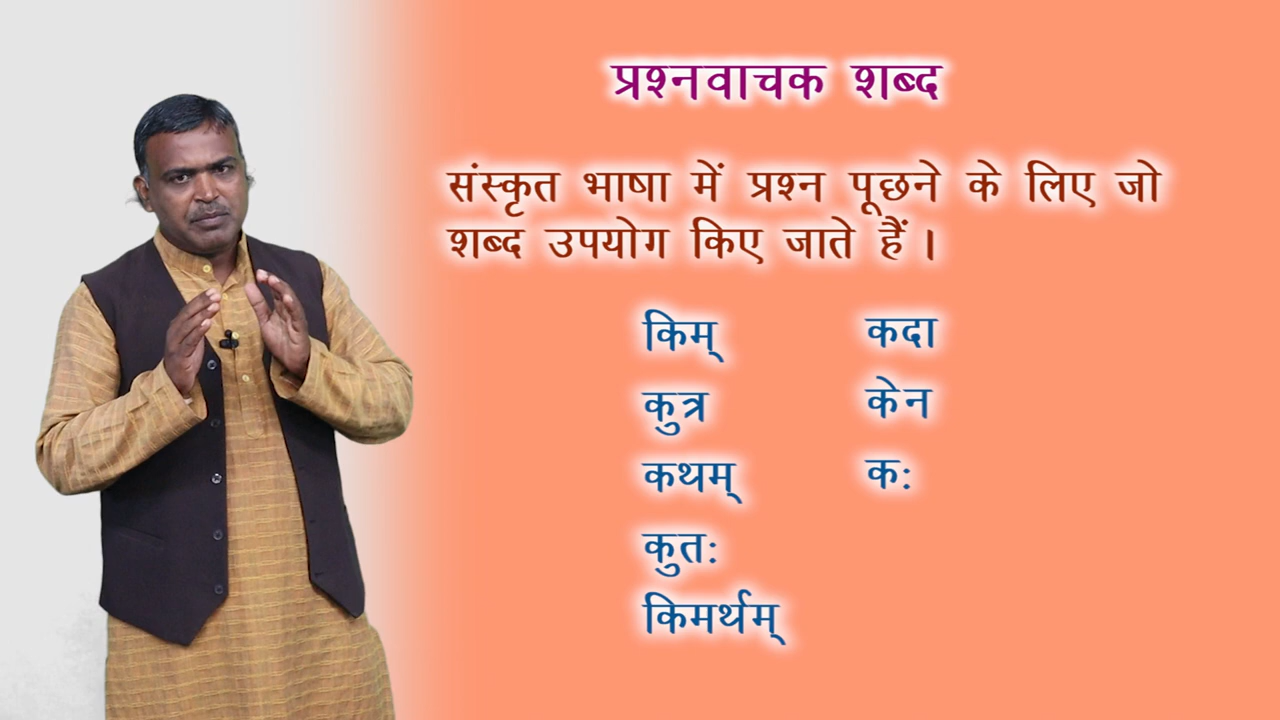 प्रश्नवाचक शब्द
संस्कृत भाषा में प्रश्न पूछने के लिए जो
शब्द उपयोग किए जाते हैं ।
किम् कदा
कुत्र केन
कथम् कः
कुतः
किमर्थम्